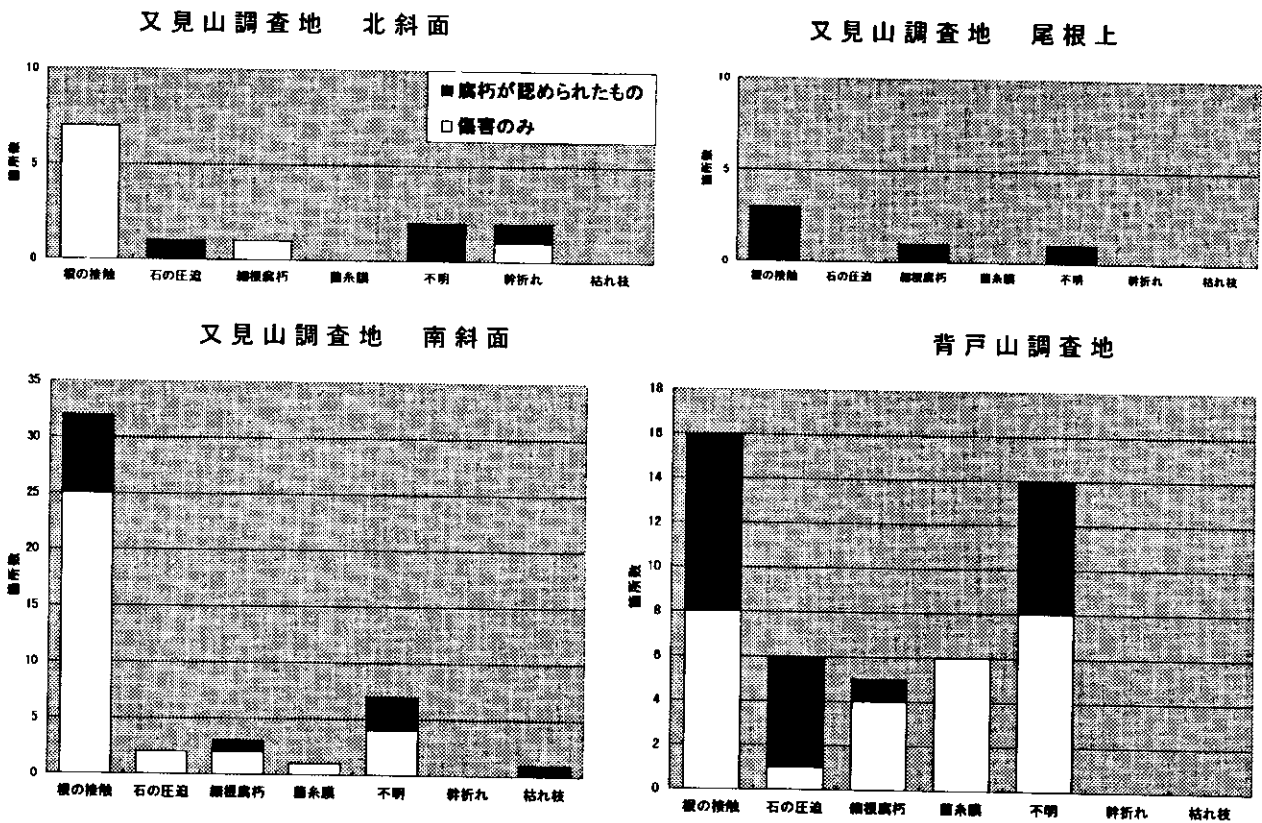 又見山調査地 北斜面
10
5
0
箇所数
■腐朽が認められたもの
□傷害のみ
根の接触 石の圧迫 細根腐朽 菌糸膜 不明 幹折れ 枯れ枝
又見山調査地 尾根上
10
5
0
箇所数
根の接触 石の圧迫 細根腐朽 菌糸膜 不明 幹折れ 枯れ枝
又見山調査地 南斜面
35
30
25
20
15
10
5
0
箇所数
根の接触 石の圧迫 細根腐朽 菌糸膜 不明 幹折れ 枯れ枝
背戸山調査地
18
16
14
12
10
8
6
4
2
0
箇所数
根の接触 石の圧迫 細根腐朽 菌糸膜 不明 幹折れ 枯れ枝